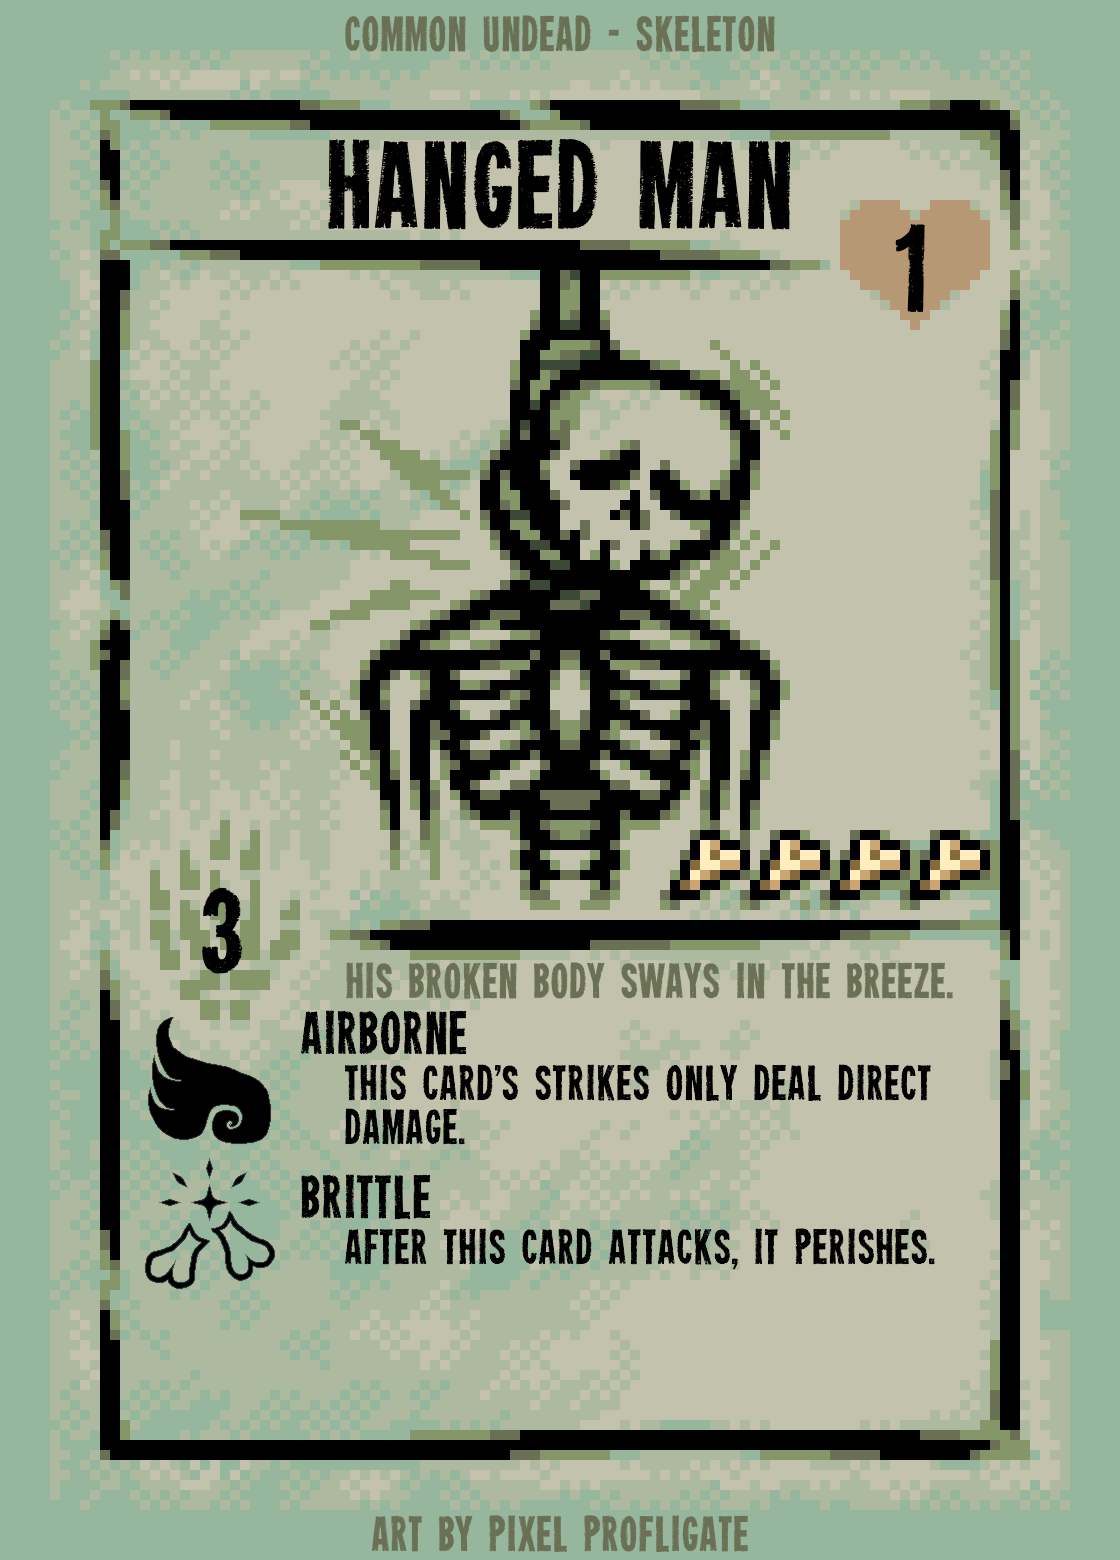 COMMON UNDEAD - SKELETON
HANGED MAN
1
3
HIS BROKEN BODY SWAYS IN THE BREEZE.
AIRBORNE
THIS CARD'S STRIKES ONLY DEAL DIRECT
DAMAGE.
BRITTLE
AFTER THIS CARD ATTACKS, IT PERISHES.
ART BY PIXEL PROFLIGATE